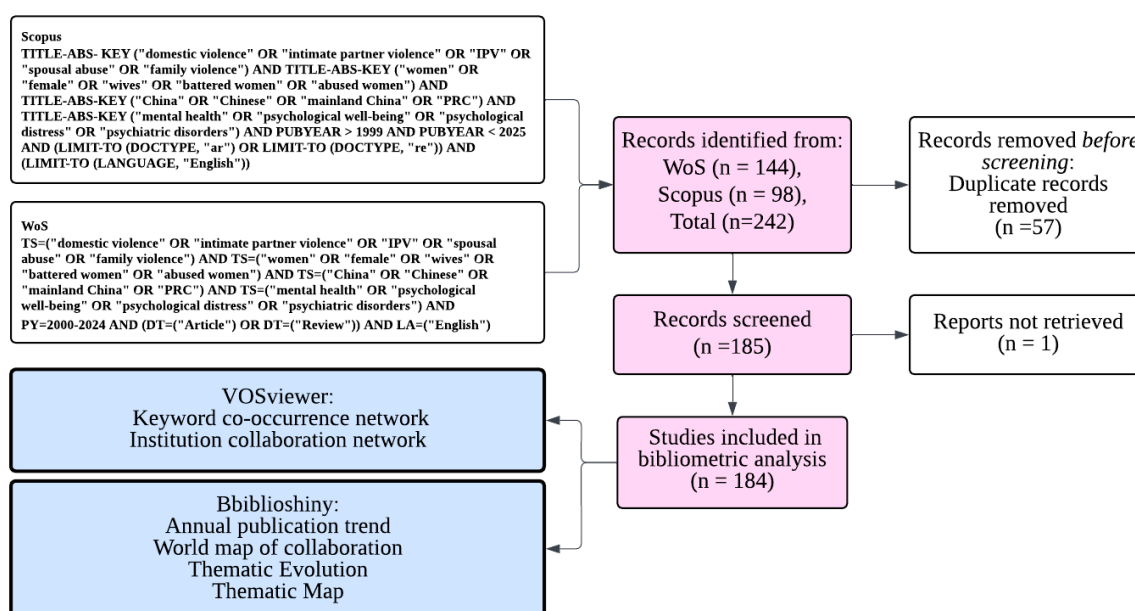 Scopus
TITLE-ABS- KEY ("domestic violence" OR "intimate partner violence" OR "IPV" OR
"spousal abuse" OR "family violence") AND TITLE-ABS-KEY ("women" OR
"female" OR "wives" OR "battered women" OR "abused women") AND
TITLE-ABS-KEY ("China" OR "Chinese" OR "mainland China" OR "PRC") AND
TITLE-ABS-KEY ("mental health" OR "psychological well-being" OR "psychological
distress" OR "psychiatric disorders") AND PUBYEAR > 1999 AND PUBYEAR < 2025
AND (LIMIT-TO (DOCTYPE, "ar") OR LIMIT-TO (DOCTYPE, "re")) AND
(LIMIT-TO (LANGUAGE, "English"))
WoS
TS=("domestic violence" OR "intimate partner violence" OR "IPV" OR "spousal
abuse" OR "family violence") AND TS=("women" OR "female" OR "wives" OR
"battered women" OR "abused women") AND TS=("China" OR "Chinese" OR
"mainland China" OR "PRC") AND TS=("mental health" OR "psychological
well-being" OR "psychological distress" OR "psychiatric disorders") AND
PY=2000-2024 AND (DT=("Article") OR DT=("Review")) AND LA=("English")
Records identified from:
WoS (n = 144),
Scopus (n = 98),
Total (n=242)
Records removed before
screening:
Duplicate records
removed
(n =57)
Records screened
(n =185)
Reports not retrieved
(n = 1)
Studies included in
bibliometric analysis
(n = 184)
VOSviewer:
Keyword co-occurrence network
Institution collaboration network
Bbiblioshiny:
Annual publication trend
World map of collaboration
Thematic Evolution
Thematic Map